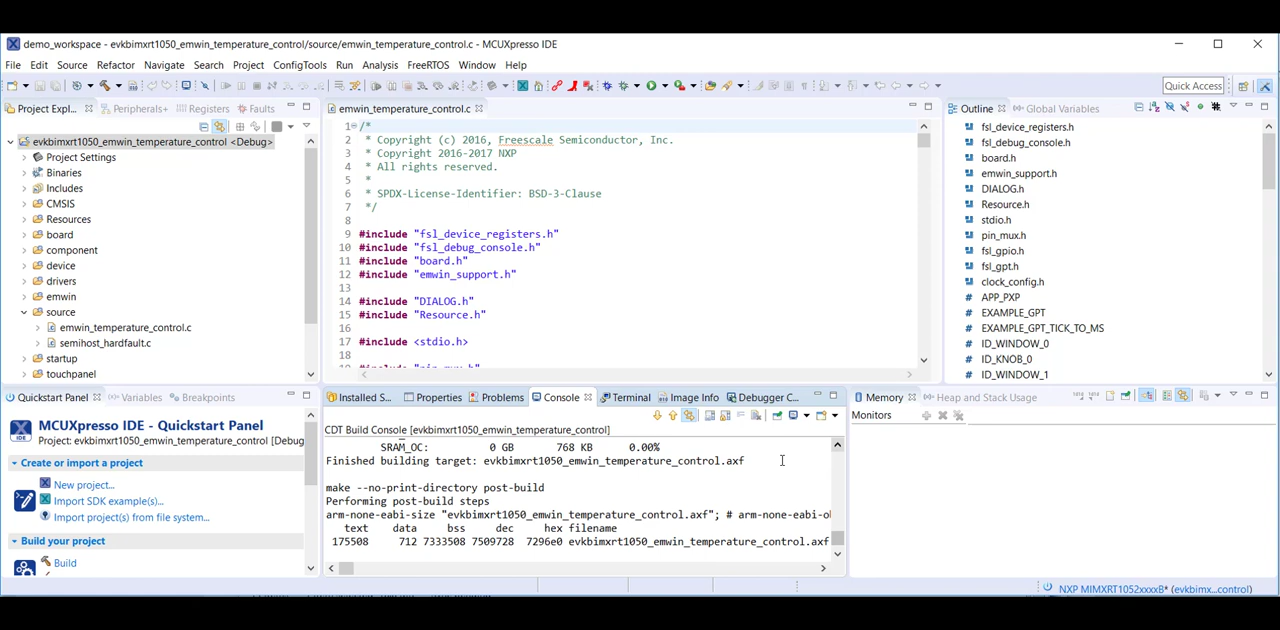 demo_workspace - evkbimxrt1050_emwin_temperature_control/source/emwin_temperature_control.c - MCUXpresso IDE
File Edit Source Refactor Navigate Search Project ConfigTools Run Analysis FreeRTOS Window Help
Quick Access
Project Expl... Peripherals+ Registers Faults
evkbimxrt1050_emwin_temperature_control <Debug>
Project Settings
Binaries
Includes
CMSIS
Resources
board
component
device
drivers
emwin
source
emwin_temperature_control.c
semihost_hardfault.c
startup
touchpanel
emwin_temperature_control.c
1 /*
2 * Copyright (c) 2016, Freescale Semiconductor, Inc.
3 * Copyright 2016-2017 NXP
4 * All rights reserved.
5 *
6 * SPDX-License-Identifier: BSD-3-Clause
7 */
8
9 #include "fsl_device_registers.h"
10 #include "fsl_debug_console.h"
11 #include "board.h"
12 #include "emwin_support.h"
13
14 #include "DIALOG.h"
15 #include "Resource.h"
16
17 #include <stdio.h>
18
#include "pin_mux.h"
Outline Global Variables
fsl_device_registers.h
fsl_debug_console.h
board.h
emwin_support.h
DIALOG.h
Resource.h
stdio.h
pin_mux.h
fsl_gpio.h
fsl_gpt.h
clock_config.h
# APP_PXP
# EXAMPLE_GPT
# EXAMPLE_GPT_TICK_TO_MS
# ID_WINDOW_0
# ID_KNOB_0
# ID_WINDOW_1
Quickstart Panel Variables Breakpoints
IDE
MCUXpresso IDE - Quickstart Panel
Project: evkbimxrt1050_emwin_temperature_control [Debug
Create or import a project
New project...
Import SDK example(s)...
Import project(s) from file system...
Build your project
Build
Installed S... Properties Problems Console Terminal Image Info Debugger C...
CDT Build Console [evkbimxrt1050_emwin_temperature_control]
SRAM_OC: 0 GB 768 KB 0.00%
Finished building target: evkbimxrt1050_emwin_temperature_control.axf
make --no-print-directory post-build
Performing post-build steps
arm-none-eabi-size "evkbimxrt1050_emwin_temperature_control.axf"; # arm-none-eabi-ob
text data bss dec hex filename
175508 712 7333508 7509728 7296e0 evkbimxrt1050_emwin_temperature_control.axf
Memory Heap and Stack Usage
Monitors
NXP MIMXRT1052xxxxB* (evkbimx...control)